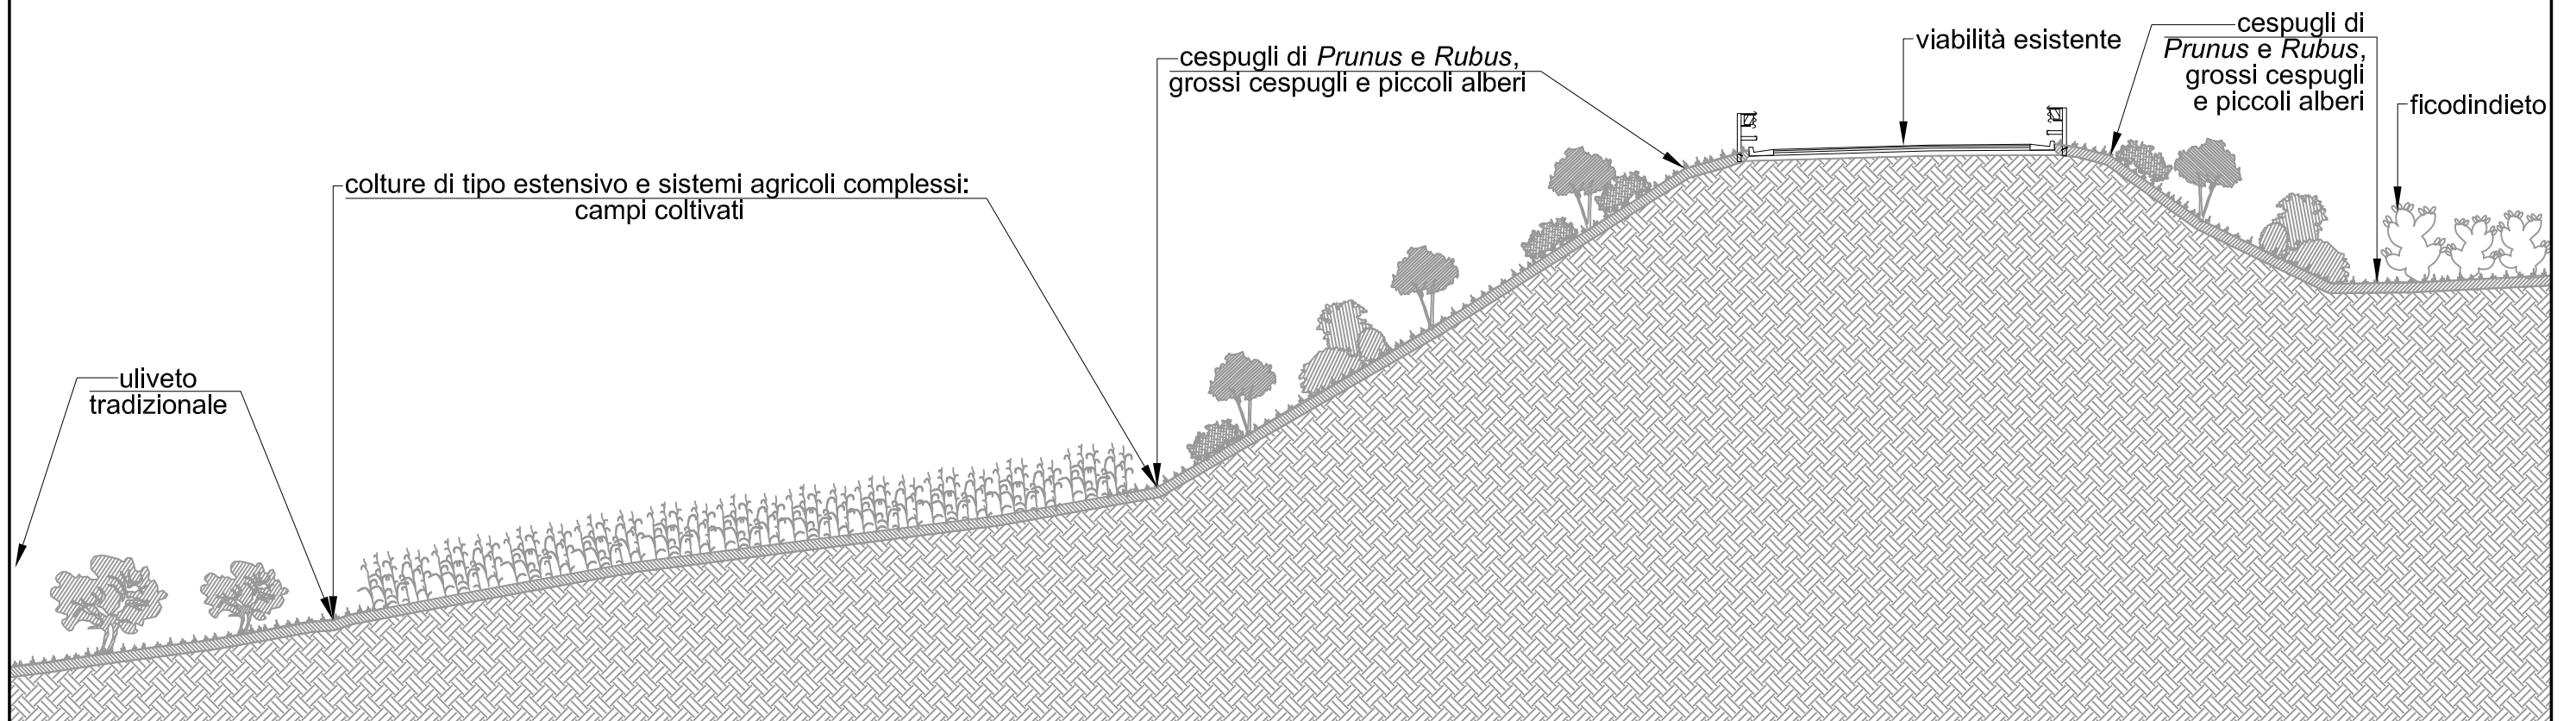 uliveto
tradizionale
colture di tipo estensivo e sistemi agricoli complessi:
campi coltivati
cespugli di Prunus e Rubus,
grossi cespugli e piccoli alberi
viabilità esistente
cespugli di
Prunus e Rubus,
grossi cespugli
e piccoli alberi
ficodindieto